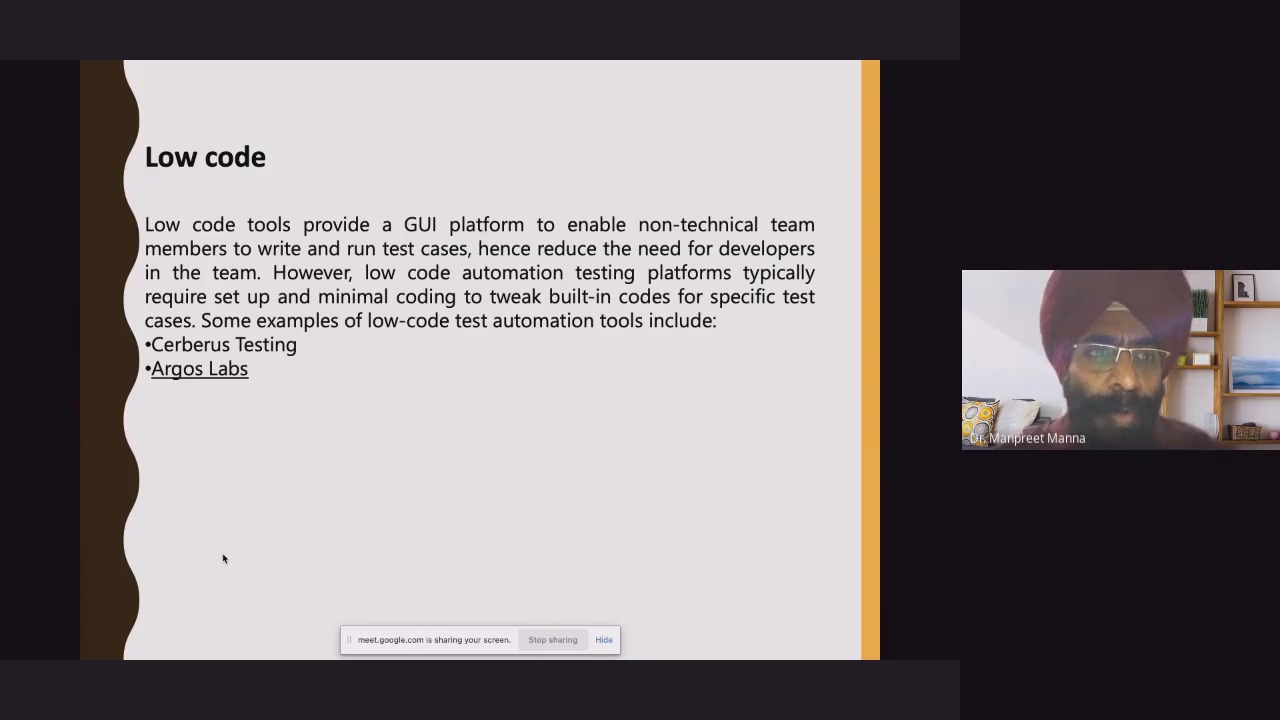 Low code
Low code tools provide a GUI platform to enable non-technical team
members to write and run test cases, hence reduce the need for developers
in the team. However, low code automation testing platforms typically
require set up and minimal coding to tweak built-in codes for specific test
cases. Some examples of low-code test automation tools include:
•Cerberus Testing
•Argos Labs
meet.google.com is sharing your screen. Stop sharing Hide
Dr. Manpreet Manna